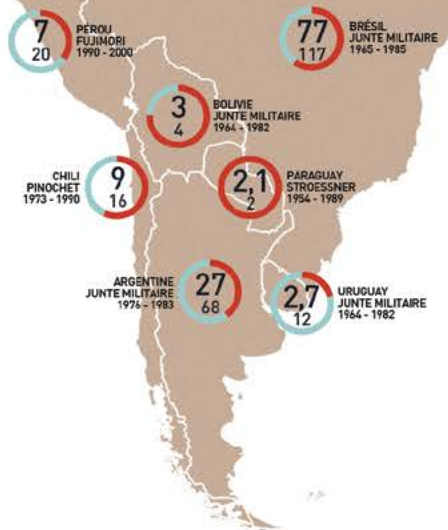 7
20
PÉROU
FUJIMORI
1990 - 2000
77
117
BRÉSIL
JUNTE MILITAIRE
1965 - 1985
3
4
BOLIVIE
JUNTE MILITAIRE
1964 - 1982
CHILI
PINOCHET
1973 - 1990
9
16
2,1
2
PARAGUAY
STROESSNER
1954 - 1989
ARGENTINE
JUNTE MILITAIRE
1976 - 1983
27
68
2,7
12
URUGUAY
JUNTE MILITAIRE
1964 - 1982